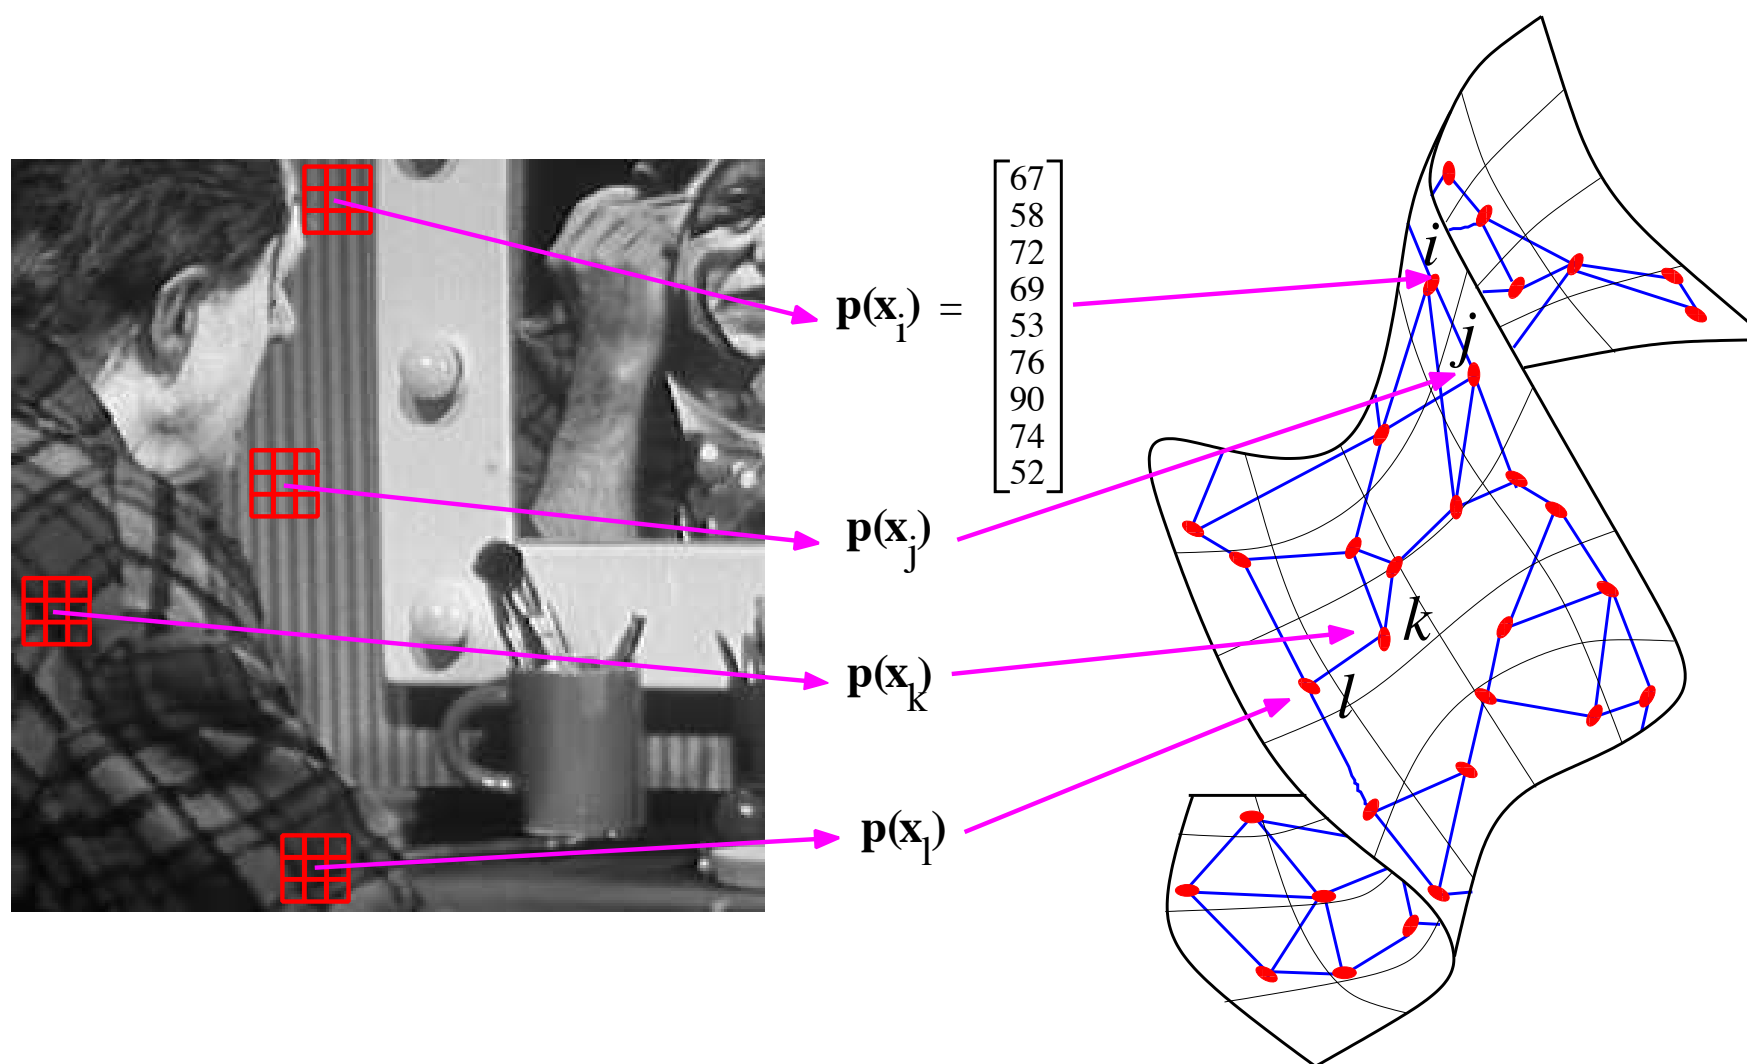 p(x_i) =
67
58
72
69
53
76
90
74
52
p(x_j)
p(x_k)
p(x_l)
i
j
k
l